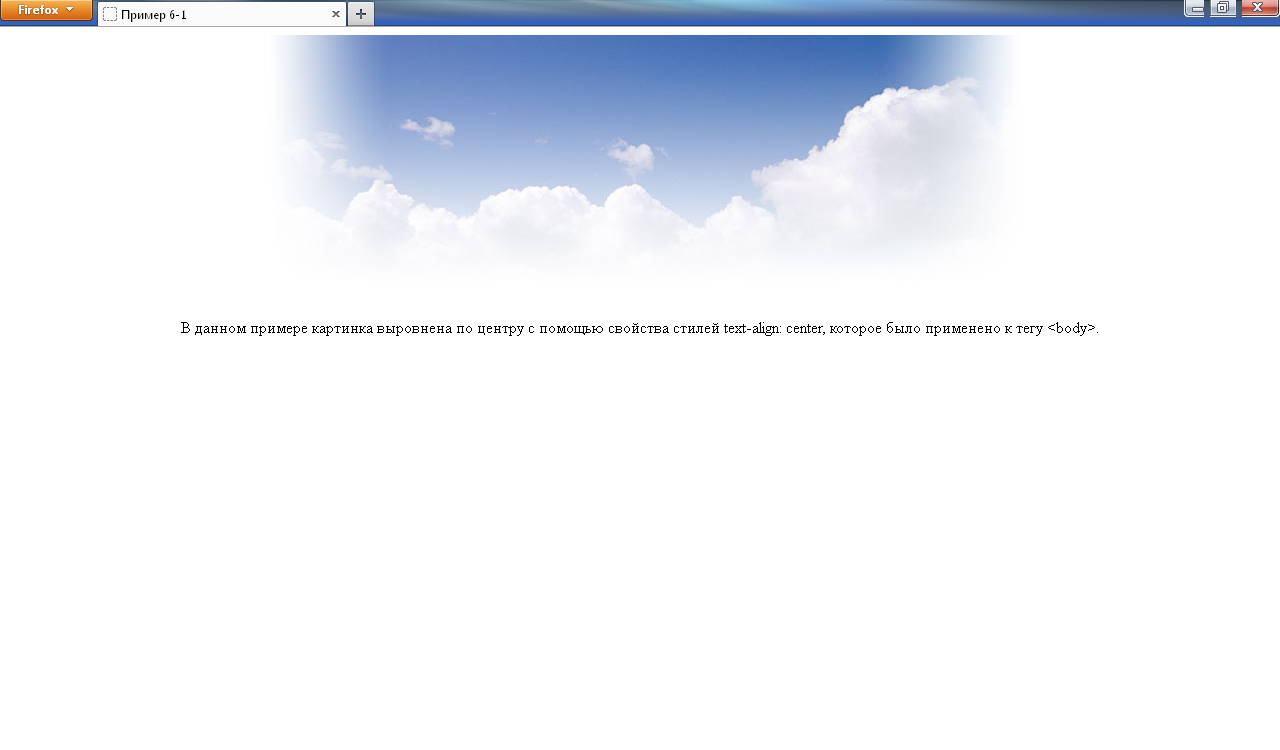 Firefox
Пример 6-1
В данном примере картинка выровнена по центру с помощью свойства стилей text-align: center, которое было применено к тегу <body>.